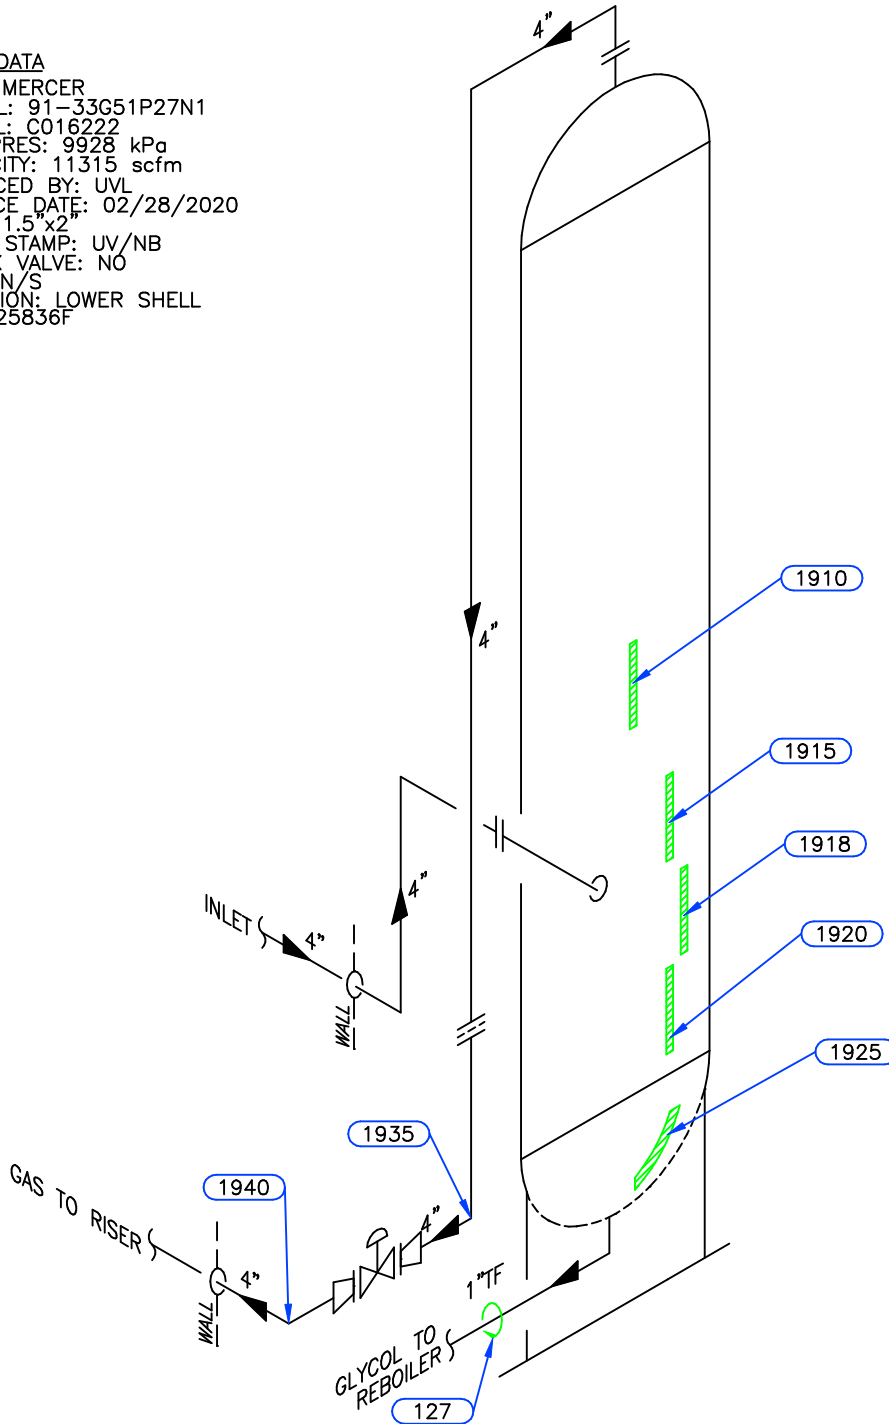 DATA
MERCER
L: 91-33G51P27N1
L: C016222
PRES: 9928 kPa
CITY: 11315 scfm
CED BY: UVL
CE DATE: 02/28/2020
1.5"x2"
STAMP: UV/NB
K VALVE: NO
N/S
ION: LOWER SHELL
25836F
4"
4"
1910
1915
1918
1920
1925
4"
INLET
4"
WALL
1935
1940
4"
GAS TO RISER
4"
WALL
1"TF
GLYCOL TO
REBOILER
127